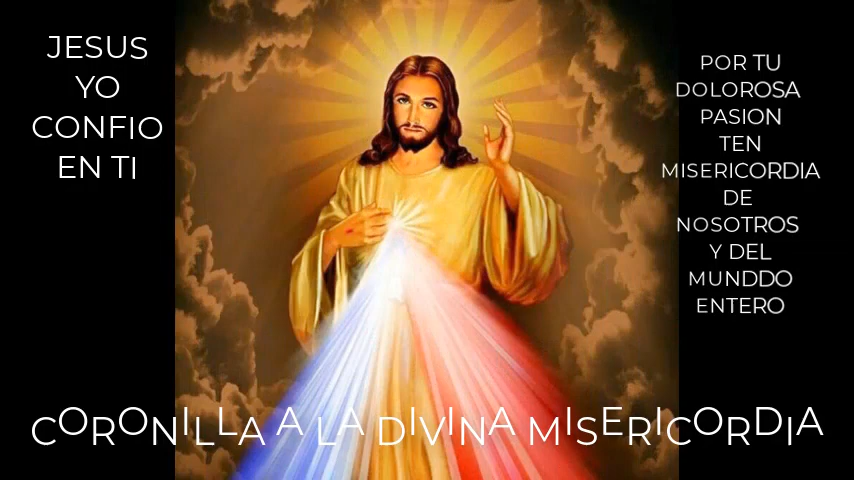 JESUS
YO
CONFIO
EN TI
POR TU
DOLOROSA
PASION
TEN
MISERICORDIA
DE
NOSOTROS
Y DEL
MUNDDO
ENTERO
CORONILLA A LA DIVINA MISERICORDIA